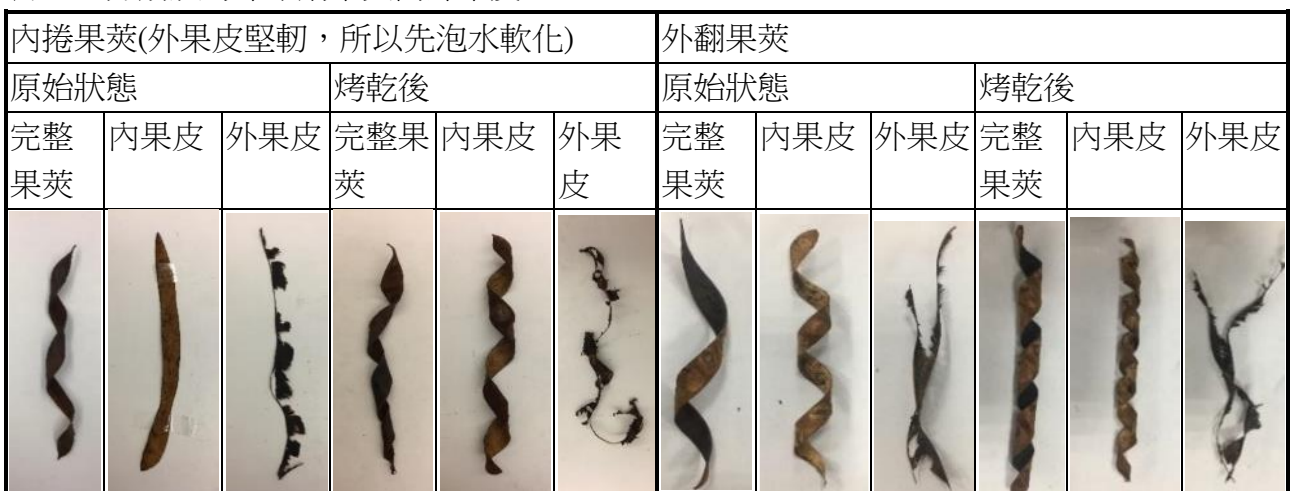 內捲果莢(外果皮堅軔，所以先泡水軟化) 外翻果莢
原始狀態 烤乾後 原始狀態 烤乾後
完整果莢 內果皮 外果皮 完整果莢 內果皮 外果皮 完整果莢 內果皮 外果皮 完整果莢 內果皮 外果皮